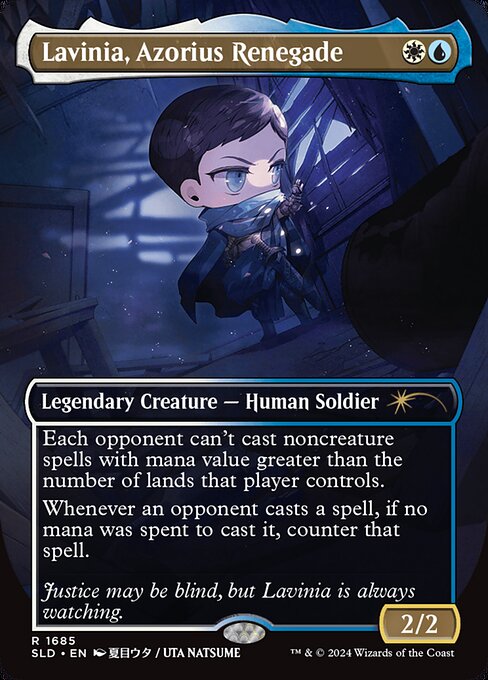 Lavinia, Azorius Renegade
Legendary Creature — Human Soldier
Each opponent can't cast noncreature
spells with mana value greater than the
number of lands that player controls.
Whenever an opponent casts a spell, if no
mana was spent to cast it, counter that
spell.
Justice may be blind, but Lavinia is always
watching.
2/2
R 1685
SLD • EN 夏目ウタ / UTA NATSUME
™ & © 2024 Wizards of the Coast